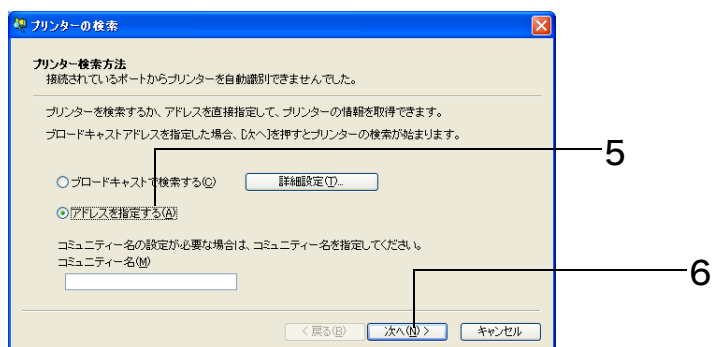 プリンターの検索
プリンター検索方法
接続されているポートからプリンターを自動識別できませんでした。
プリンターを検索するか、アドレスを直接指定して、プリンターの情報を取得できます。
ブロードキャストアドレスを指定した場合、[次へ]を押すとプリンターの検索が始まります。
5
ブロードキャストで検索する(C)
詳細設定(T)...
アドレスを指定する(A)
コミュニティー名の設定が必要な場合は、コミュニティー名を指定してください。
コミュニティー名(M)
6
< 戻る(B)
次へ(N) >
キャンセル